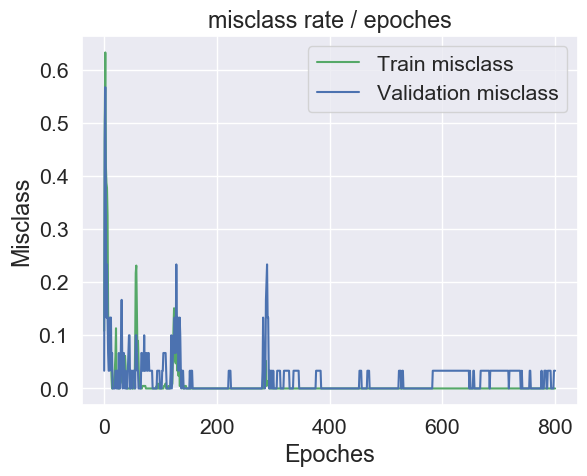 misclass rate / epoches
Train misclass
Validation misclass
Misclass
0.6
0.5
0.4
0.3
0.2
0.1
0.0
0 200 400 600 800
Epoches